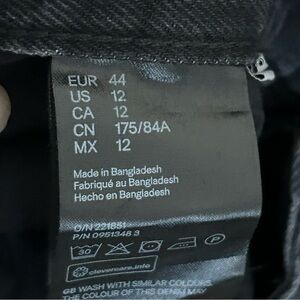 EUR 44
US 12
CA 12
CN 175/84A
MX 12
Made in Bangladesh
Fabriqué au Bangladesh
Hecho en Bangladesh
O/N 221851
P/N 0951348 3
30
P
clevercare.info
GB WASH WITH SIMILAR COLOURS
THE COLOUR OF THIS DENIM MAY